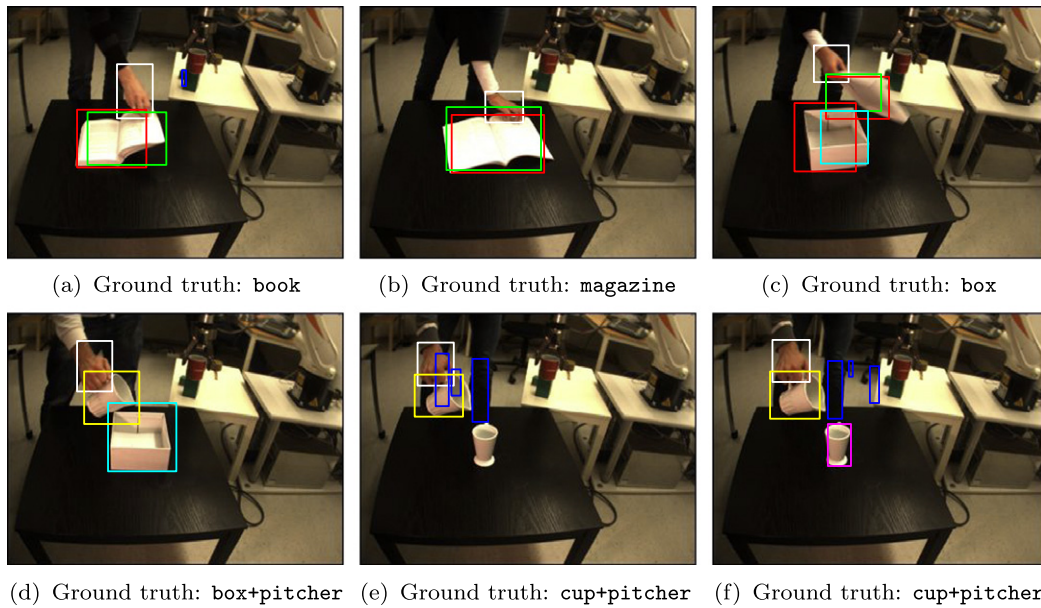 (a) Ground truth: book
(b) Ground truth: magazine
(c) Ground truth: box
(d) Ground truth: box+pitcher
(e) Ground truth: cup+pitcher
(f) Ground truth: cup+pitcher